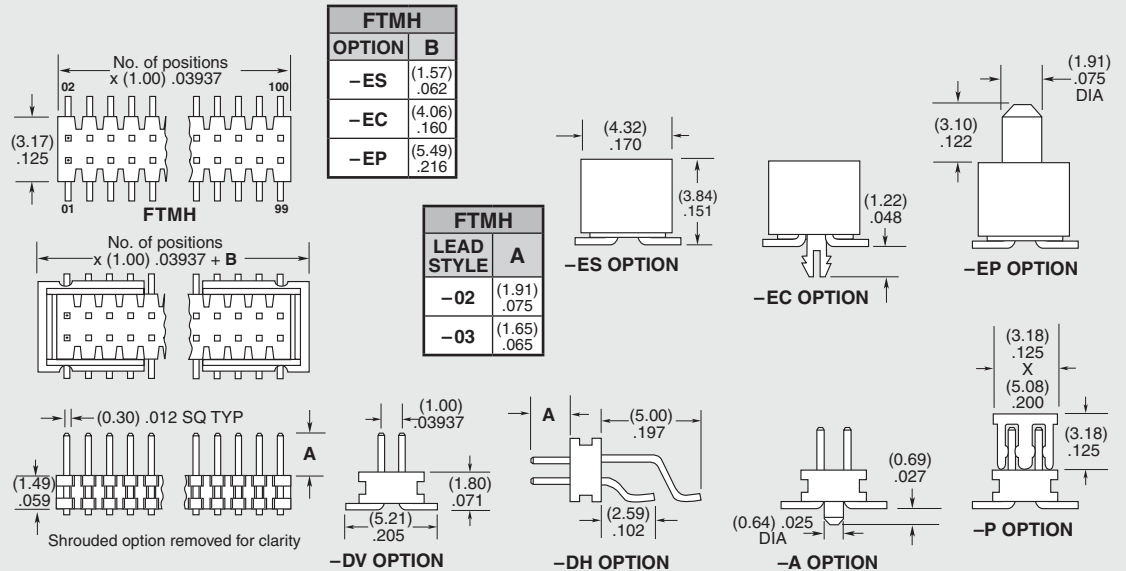 No. of positions
x (1.00) .03937
02
100
(3.17)
.125
01
FTMH
99
FTMH
OPTION B
–ES (1.57) .062
–EC (4.06) .160
–EP (5.49) .216
(4.32)
.170
(3.84)
.151
–ES OPTION
(1.22)
.048
–EC OPTION
(1.91)
.075
DIA
(3.10)
.122
–EP OPTION
No. of positions
x (1.00) .03937 + B
FTMH
LEAD STYLE A
–02 (1.91) .075
–03 (1.65) .065
(0.30) .012 SQ TYP
A
(1.49)
.059
Shrouded option removed for clarity
(1.00)
.03937
(1.80)
.071
(5.21)
.205
–DV OPTION
A
(5.00)
.197
(2.59)
.102
–DH OPTION
(0.69)
.027
(0.64) .025
DIA
–A OPTION
(3.18)
.125
X
(5.08)
.200
(3.18)
.125
–P OPTION